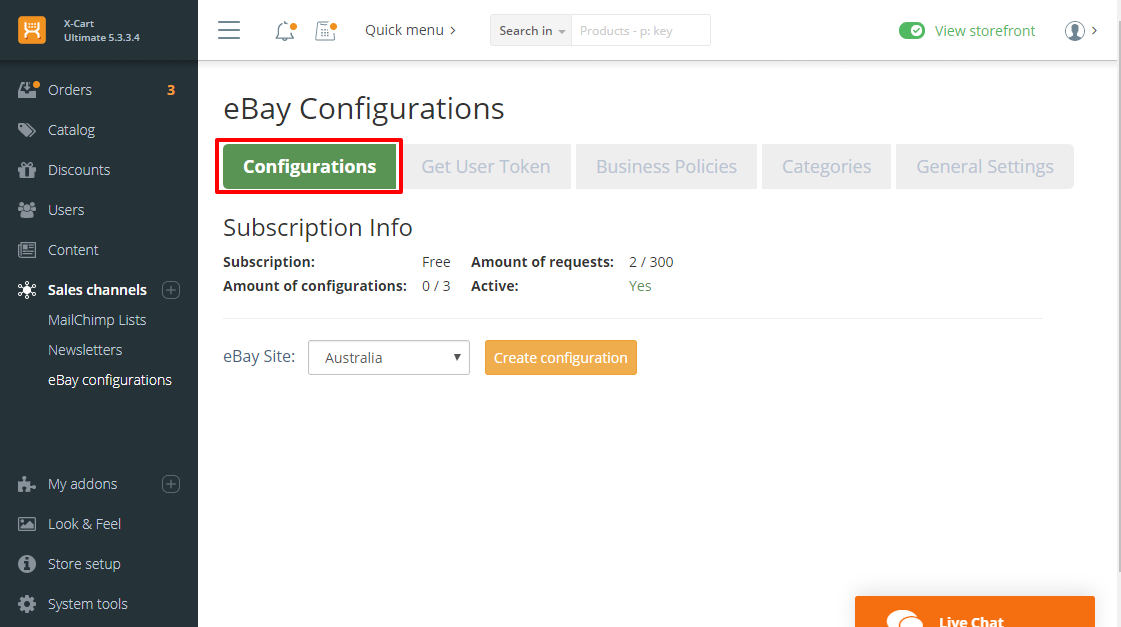 X-Cart
Ultimate 5.3.3.4
Quick menu
Search in
Products - p: key
View storefront
Orders 3
Catalog
Discounts
Users
Content
Sales channels
MailChimp Lists
Newsletters
eBay configurations
My addons
Look & Feel
Store setup
System tools
eBay Configurations
Configurations
Get User Token
Business Policies
Categories
General Settings
Subscription Info
Subscription: Free Amount of requests: 2 / 300
Amount of configurations: 0 / 3 Active: Yes
eBay Site: Australia Create configuration
Live Chat